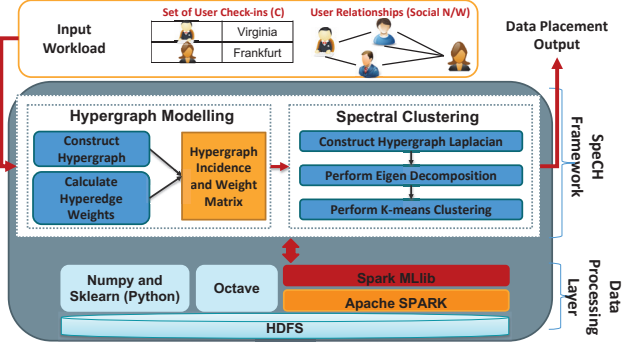 Input
Workload
Set of User Check-ins (C)
Virginia
Frankfurt
User Relationships (Social N/W)
Data Placement
Output
Hypergraph Modelling
Construct
Hypergraph
Calculate
Hyperedge
Weights
Hypergraph
Incidence
and Weight
Matrix
Spectral Clustering
Construct Hypergraph Laplacian
Perform Eigen Decomposition
Perform K-means Clustering
SpeCH
Framework
Numpy and
Sklearn (Python)
Octave
Spark MLlib
Apache SPARK
HDFS
Data
Processing
Layer